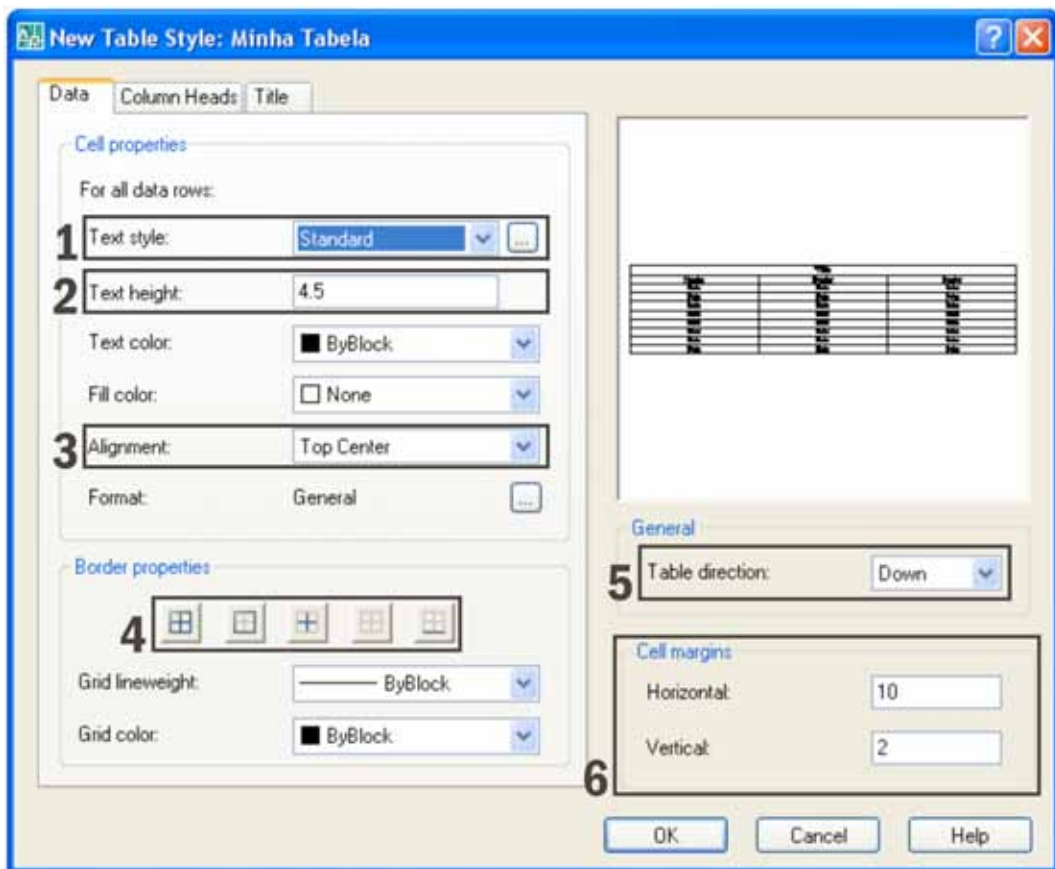 New Table Style: Minha Tabela
Data Column Heads Title
Cell properties
For all data rows:
1 Text style: Standard ...
2 Text height: 4.5
Text color: ByBlock
Fill color: None
3 Alignment: Top Center
Format: General ...
Border properties
4
Grid lineweight: ByBlock
Grid color: ByBlock
Title
General
5 Table direction: Down
Cell margins
Horizontal: 10
Vertical: 2
6
OK Cancel Help